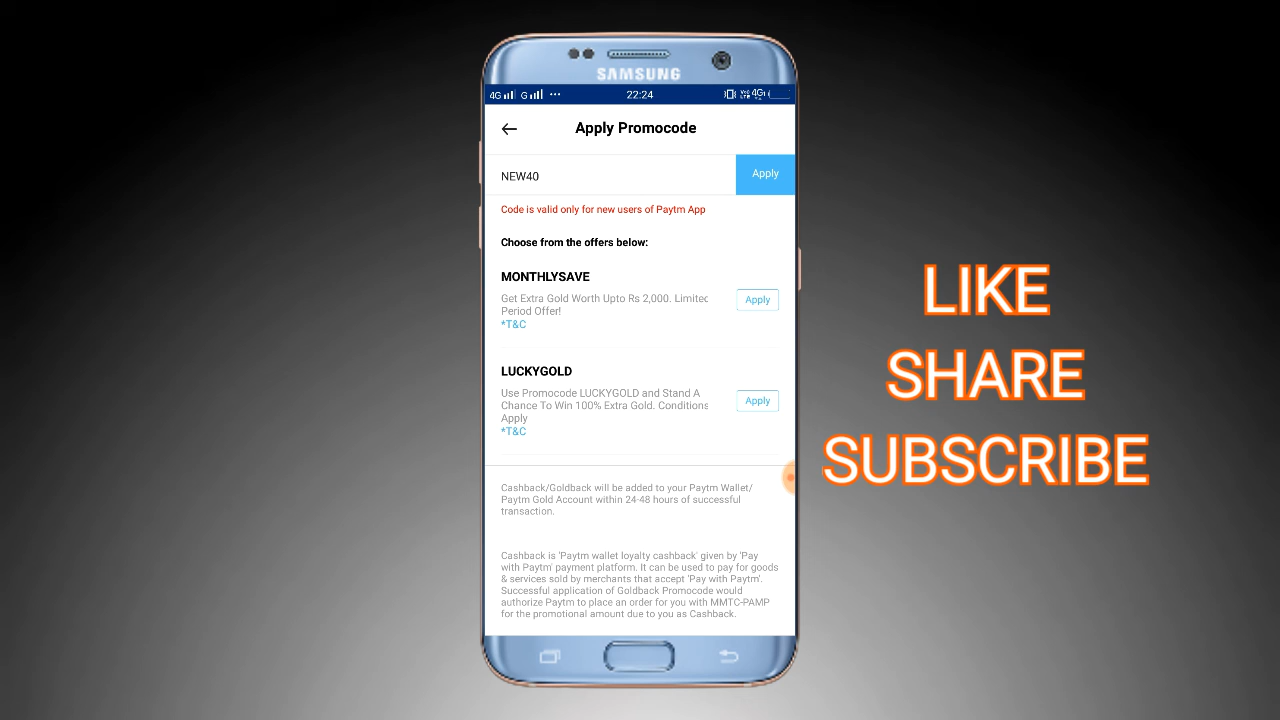 SAMSUNG
4G G ... 22:24 4G
Apply Promocode
NEW40 Apply
Code is valid only for new users of Paytm App
Choose from the offers below:
MONTHLYSAVE
Get Extra Gold Worth Upto Rs 2,000. Limited
Period Offer!
*T&C
Apply
LUCKYGOLD
Use Promocode LUCKYGOLD and Stand A
Chance To Win 100% Extra Gold. Conditions
Apply
*T&C
Apply
Cashback/Goldback will be added to your Paytm Wallet/
Paytm Gold Account within 24-48 hours of successful
transaction.
Cashback is 'Paytm wallet loyalty cashback' given by 'Pay
with Paytm' payment platform. It can be used to pay for goods
& services sold by merchants that accept 'Pay with Paytm'.
Successful application of Goldback Promocode would
authorize Paytm to place an order for you with MMTC-PAMP
for the promotional amount due to you as Cashback.
LIKE
SHARE
SUBSCRIBE